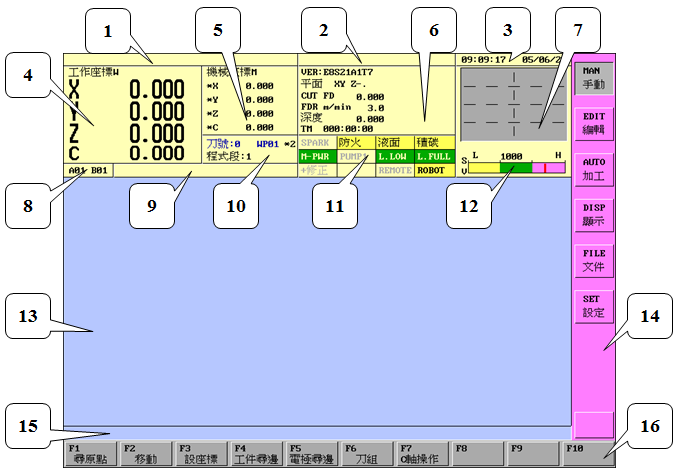 1
2
3
7
5
6
4
09:09:17 05/06/2
工作座標W
X 0.000
Y 0.000
Z 0.000
C 0.000
機械座標M
*X 0.000
*Y 0.000
*Z 0.000
*C 0.000
VER:E8SZ1A1T7
平面 XY Z-.
CUT FD 0.000
FDR m/min 3.0
深度 0.000
TM 000:00:00
刀號:0 WP01 *2
程式段:1
SPARK 防火 液面 積碳
M-PWR PUMP L.LOW L.FULL
+修正 REMOTE ROBOT
S
V
L 1000 H
A01/B01
MAN
手動
EDIT
編輯
AUTO
加工
DISP
顯示
FILE
文件
SET
設定
8
9
10
11
12
13
14
15
16
F1
尋原點
F2
移動
F3
設座標
F4
工件尋邊
F5
電極尋邊
F6
刀組
F7
C軸操作
F8
F9
F10